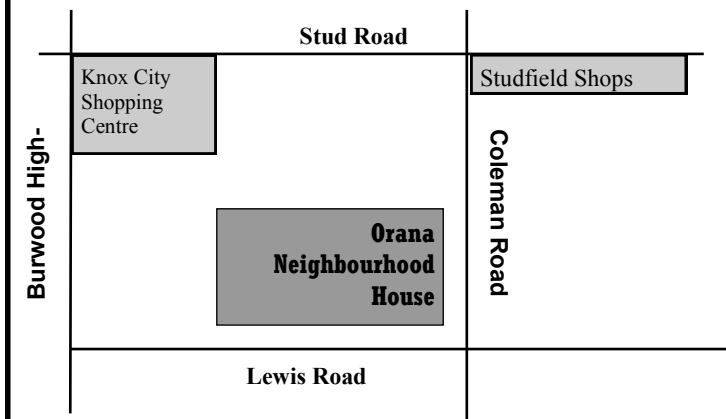 Stud Road
Knox City
Shopping
Centre
Studfield Shops
Burwood High-
Coleman Road
Orana
Neighbourhood
House
Lewis Road